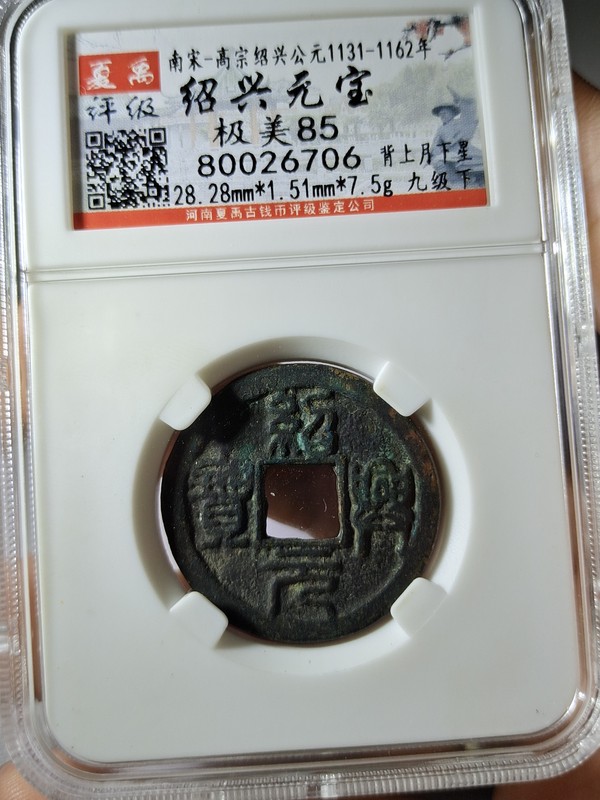 夏禹
评级
南宋-高宗绍兴公元1131-1162年
绍兴元宝
极美85
80026706
背上月下星
128.28mm*1.51mm*7.5g 九级下
河南夏禹古钱币评级鉴定公司
紹興元寶